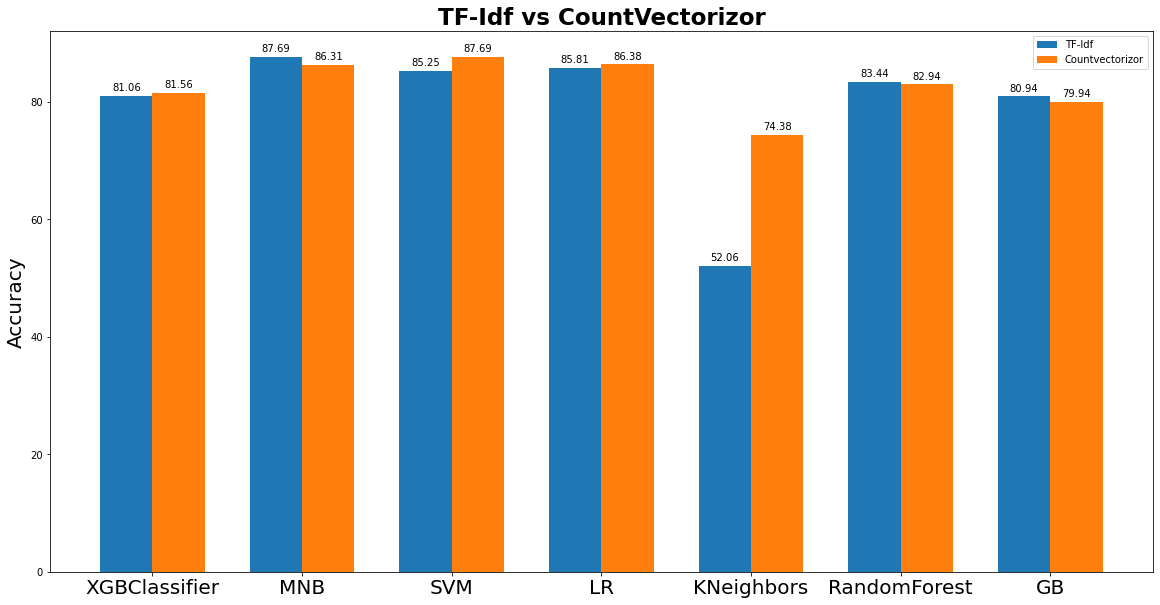 TF-Idf vs CountVectorizor
TF-Idf
Countvectorizor
Accuracy
80
60
40
20
0
81.06
81.56
87.69
86.31
85.25
87.69
85.81
86.38
52.06
74.38
83.44
82.94
80.94
79.94
XGBClassifier
MNB
SVM
LR
KNeighbors
RandomForest
GB